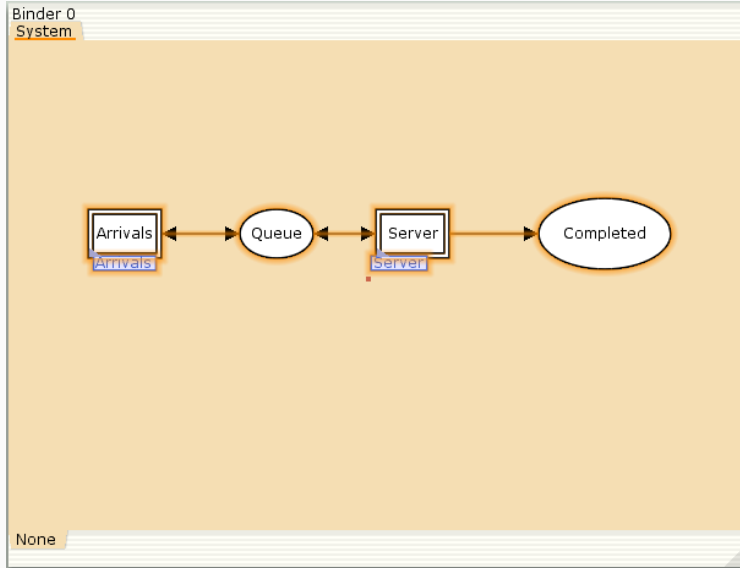 Binder 0
System
Arrivals
Queue
Server
Completed
Arrivals
Server
None